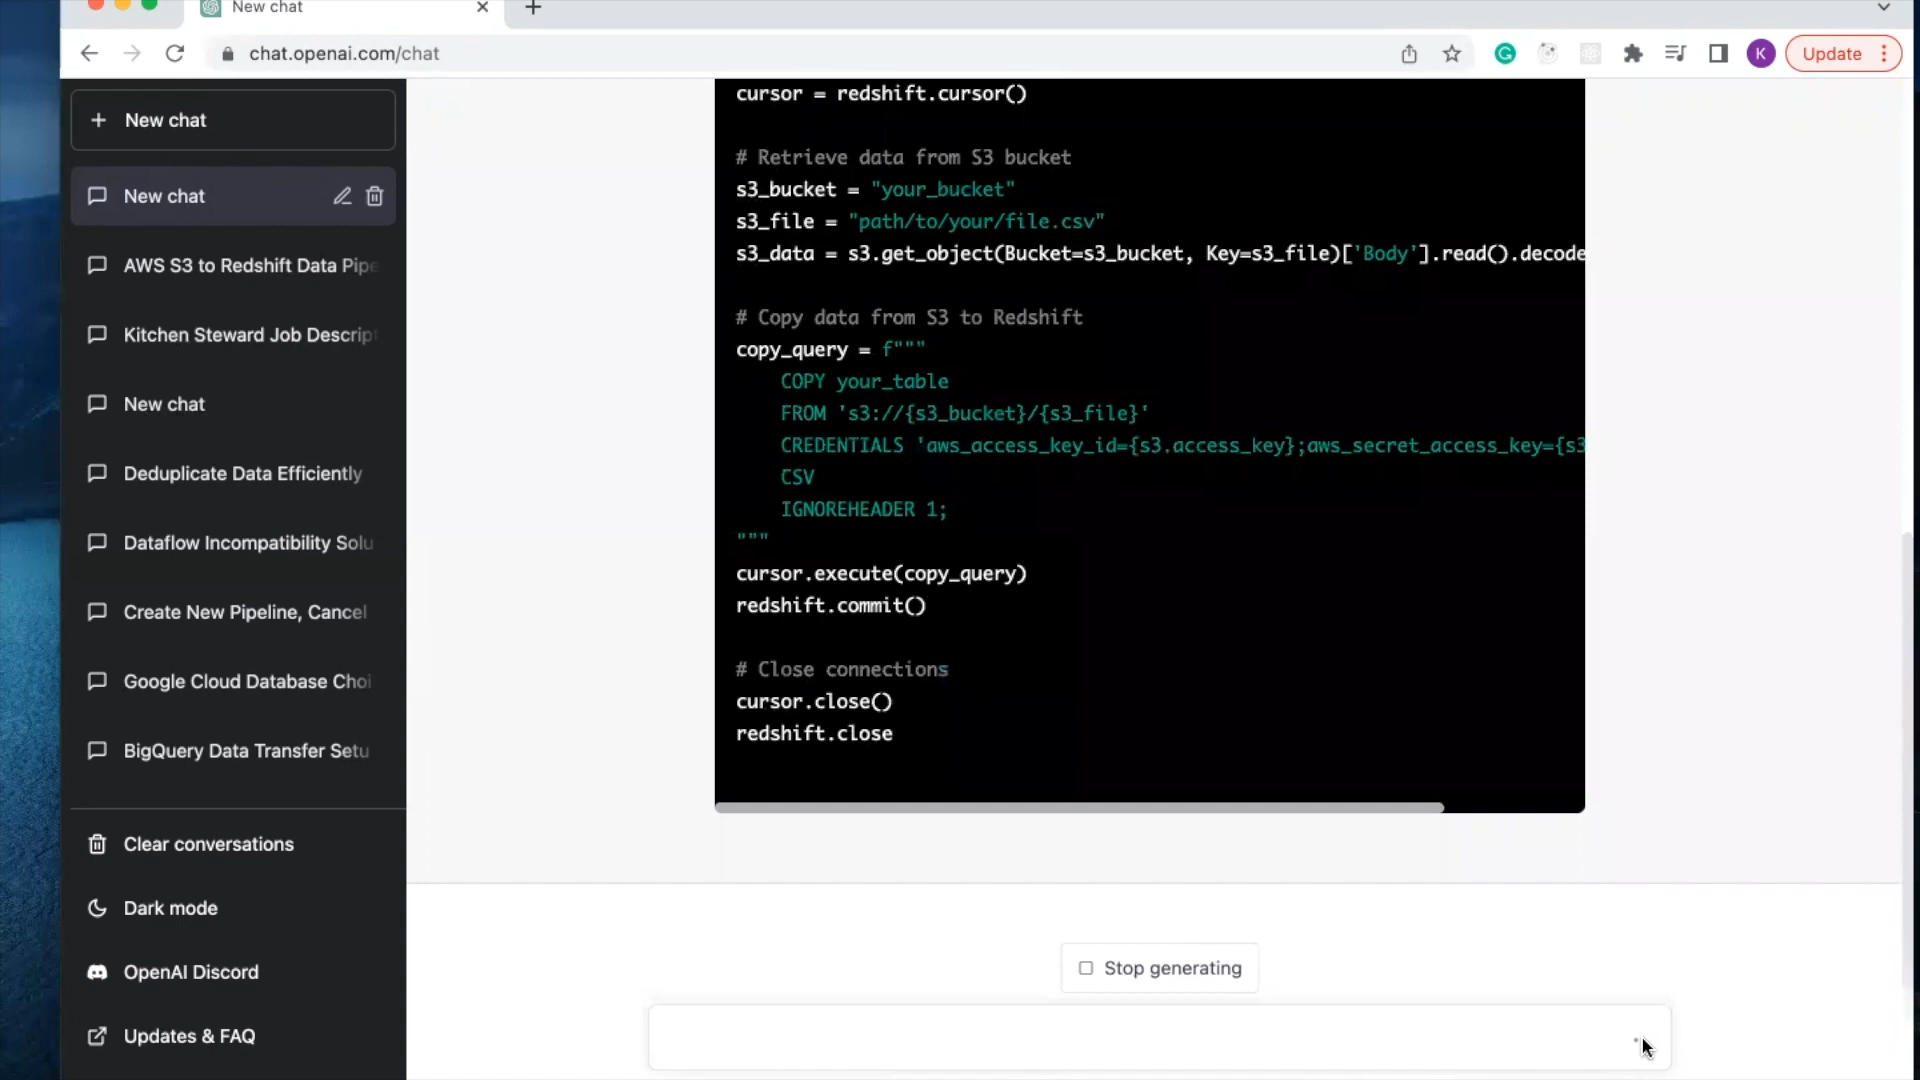 New chat
chat.openai.com/chat
K
Update
New chat
New chat
AWS S3 to Redshift Data Pipe
Kitchen Steward Job Descript
New chat
Deduplicate Data Efficiently
Dataflow Incompatibility Solu
Create New Pipeline, Cancel
Google Cloud Database Choi
BigQuery Data Transfer Setu
Clear conversations
Dark mode
OpenAI Discord
Updates & FAQ
cursor = redshift.cursor()
# Retrieve data from S3 bucket
s3_bucket = "your_bucket"
s3_file = "path/to/your/file.csv"
s3_data = s3.get_object(Bucket=s3_bucket, Key=s3_file)['Body'].read().decode
# Copy data from S3 to Redshift
copy_query = f"""
COPY your_table
FROM 's3://{s3_bucket}/{s3_file}'
CREDENTIALS 'aws_access_key_id={s3.access_key};aws_secret_access_key={s3
CSV
IGNOREHEADER 1;
"""
cursor.execute(copy_query)
redshift.commit()
# Close connections
cursor.close()
redshift.close
Stop generating